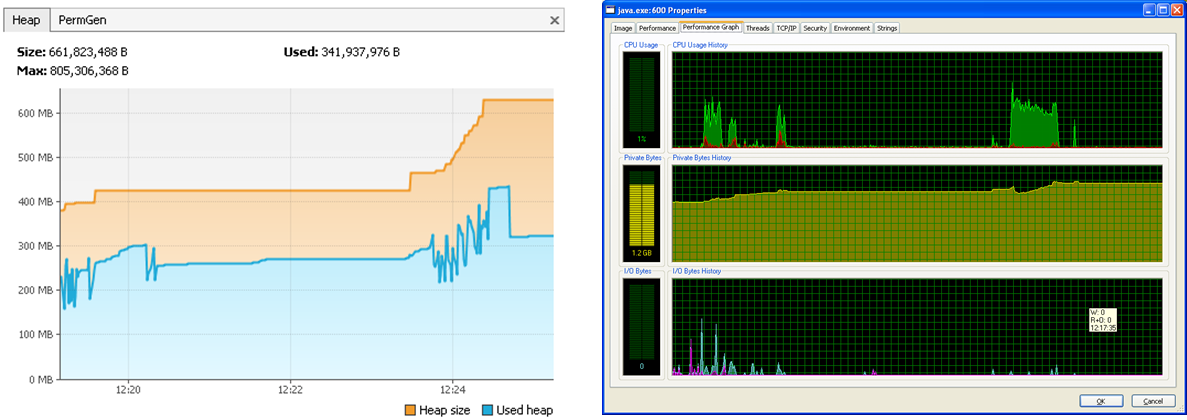 Heap PermGen
Size: 661,823,488 B Used: 341,937,976 B
Max: 805,306,368 B
600 MB
500 MB
400 MB
300 MB
200 MB
100 MB
0 MB
12:20 12:22 12:24
Heap size Used heap
java.exe:600 Properties
Image Performance Performance Graph Threads TCP/IP Security Environment Strings
CPU Usage CPU Usage History
1%
Private Bytes Private Bytes History
1.2 GB
I/O Bytes I/O Bytes History
W: 0
R+O: 0
12:17:35
0
OK Cancel